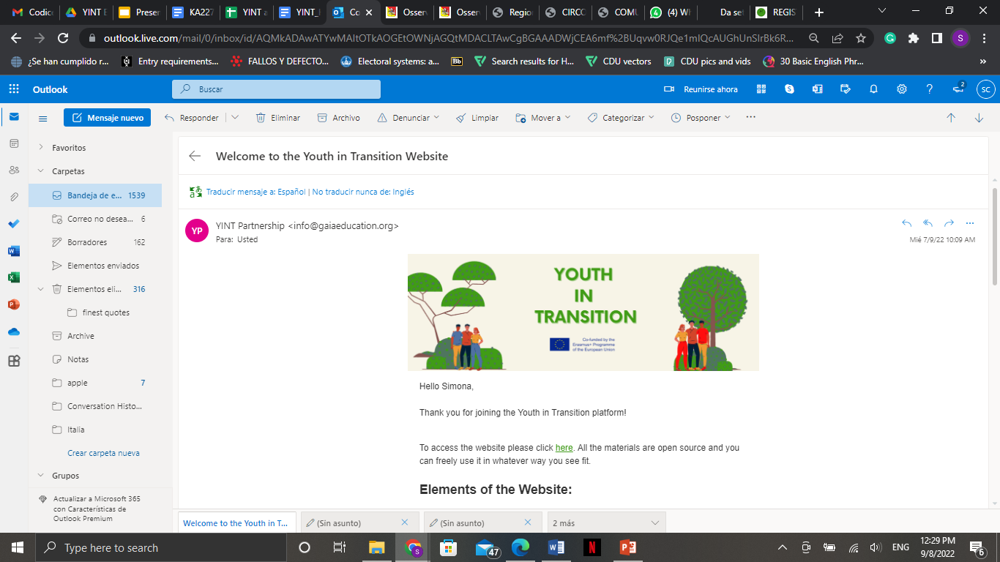 Codice
YINT E
Preser
KA227
YINT a
YINT_I
Co
Osser
Osser
Region
CIRCC
COMU
(4) Wh
Da set
REGIS
outlook.live.com/mail/0/inbox/id/AQMkADAwATYwMAItOTkAOGEtOWNjAGQtMDACLTAwCgBGAAADWjCEA6mf%2BUqvw0RJQe1mIQcAUGhUnSIrBk6R...
S
¿Se han cumplido r...
Entry requirements...
FALLOS Y DEFECTO...
Electoral systems: a...
Bb
Search results for H...
CDU vectors
CDU pics and vids
30 Basic English Phr...
»
Outlook
Buscar
Reunirse ahora
2
SC
Mensaje nuevo
Responder
Eliminar
Archivo
Denunciar
Limpiar
Mover a
Categorizar
Posponer
Favoritos
Carpetas
Bandeja de e... 1539
Correo no desea... 6
Borradores 162
Elementos enviados
Elementos eli... 316
finest quotes
Archive
Notas
apple 7
Conversation Histo...
Italia
Crear carpeta nueva
Grupos
Actualizar a Microsoft 365
con Características de
Outlook Premium
Welcome to the Youth in Transition Website
Traducir mensaje a: Español | No traducir nunca de: Inglés
YP
YINT Partnership <info@gaiaeducation.org>
Para: Usted
Mié 7/9/22 10:09 AM
YOUTH
IN
TRANSITION
Co-funded by the
Erasmus+ Programme
of the European Union
Hello Simona,
Thank you for joining the Youth in Transition platform!
To access the website please click here. All the materials are open source and you
can freely use it in whatever way you see fit.
Elements of the Website:
Welcome to the Youth in T...
(Sin asunto)
(Sin asunto)
2 más
Type here to search
S
47
N
ENG
12:29 PM
9/8/2022
6